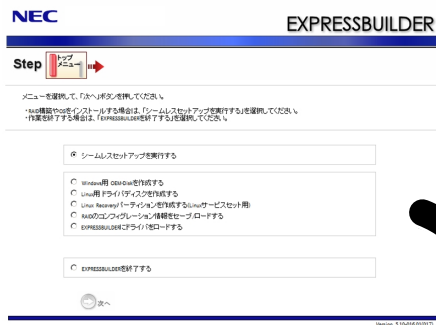 NEC
EXPRESSBUILDER
Step
トップ
メニュー
メニューを選択して、「次へ」ボタンを押してください。
・RAID構築やOSをインストールする場合は、「シームレスセットアップを実行する」を選択してください。
・作業を終了する場合は、「EXPRESSBUILDERを終了する」を選択してください。
シームレスセットアップを実行する
Windows用 OEM-Diskを作成する
Linux用 ドライバディスクを作成する
Linux Recoveryパーティションを作成する(Linuxサービスセット用)
RAIDのコンフィグレーション情報をセーブ/ロードする
EXPRESSBUILDERにドライバをロードする
EXPRESSBUILDERを終了する
次へ